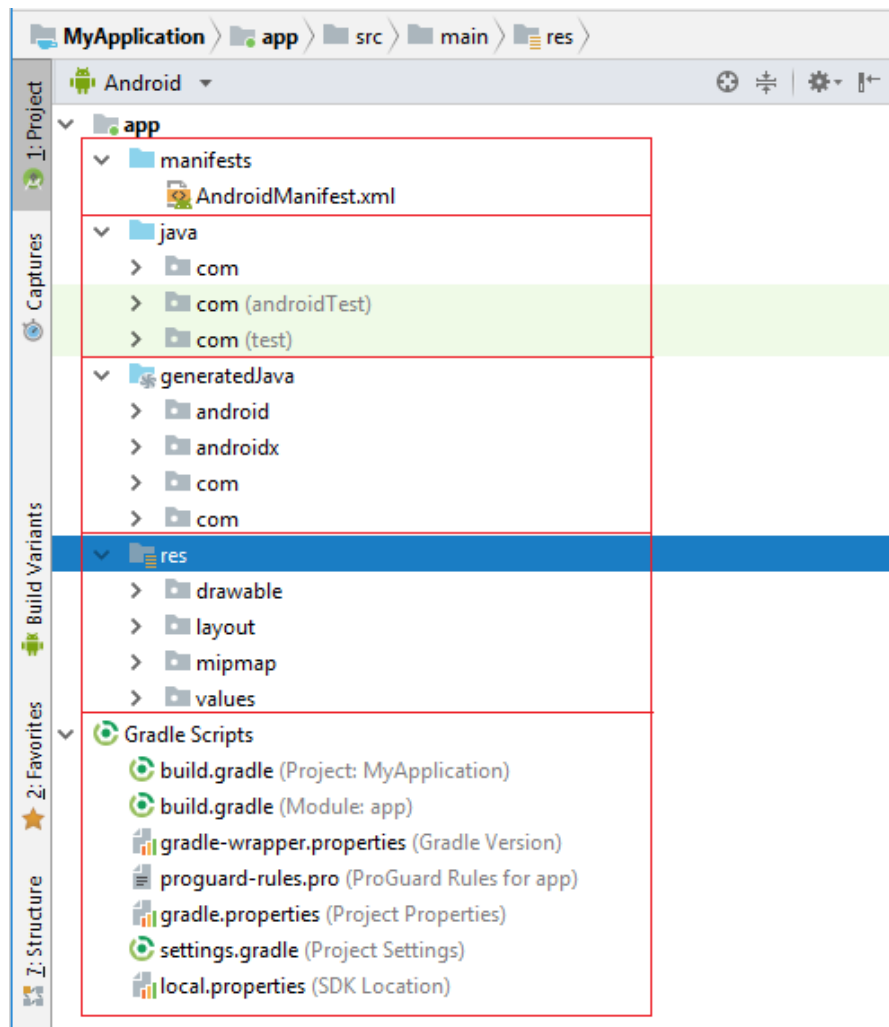 MyApplication app src main res
Android
1: Project
app
manifests
AndroidManifest.xml
java
Captures
com
com (androidTest)
com (test)
generatedJava
android
androidx
com
com
Build Variants
res
drawable
layout
mipmap
values
2: Favorites
Gradle Scripts
build.gradle (Project: MyApplication)
build.gradle (Module: app)
gradle-wrapper.properties (Gradle Version)
proguard-rules.pro (ProGuard Rules for app)
7: Structure
gradle.properties (Project Properties)
settings.gradle (Project Settings)
local.properties (SDK Location)